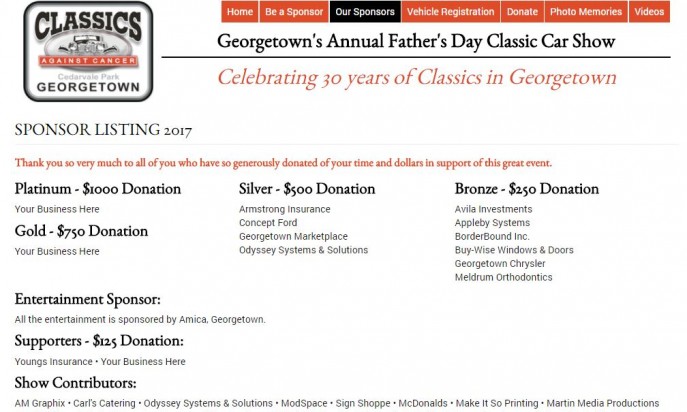 CLASSICS
AGAINST CANCER
Cedarvale Park
GEORGETOWN
Home Be a Sponsor Our Sponsors Vehicle Registration Donate Photo Memories Videos
Georgetown's Annual Father's Day Classic Car Show
Celebrating 30 years of Classics in Georgetown
SPONSOR LISTING 2017
Thank you so very much to all of you who have so generously donated of your time and dollars in support of this great event.
Platinum - $1000 Donation
Your Business Here
Gold - $750 Donation
Your Business Here
Silver - $500 Donation
Armstrong Insurance
Concept Ford
Georgetown Marketplace
Odyssey Systems & Solutions
Bronze - $250 Donation
Avila Investments
Appleby Systems
BorderBound Inc.
Buy-Wise Windows & Doors
Georgetown Chrysler
Meldrum Orthodontics
Entertainment Sponsor:
All the entertainment is sponsored by Amica, Georgetown.
Supporters - $125 Donation:
Youngs Insurance • Your Business Here
Show Contributors:
AM Graphix • Carl's Catering • Odyssey Systems & Solutions • ModSpace • Sign Shoppe • McDonalds • Make It So Printing • Martin Media Productions